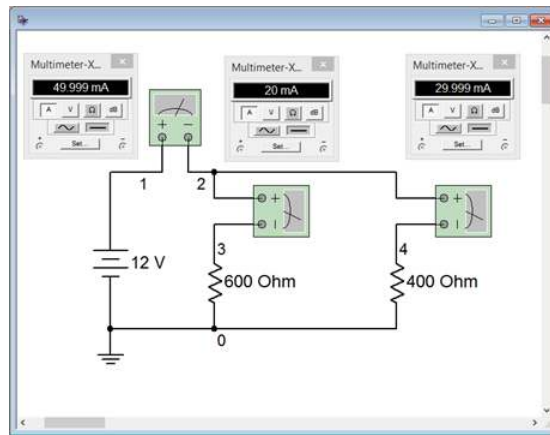 Multimeter-X...
49.999 mA
A V Ω dB
Set...
+ -
Multimeter-X...
20 mA
A V Ω dB
Set...
+ -
Multimeter-X...
29.999 mA
A V Ω dB
Set...
+ -
+ -
1 2
+
+
3
4
12 V
600 Ohm
400 Ohm
0